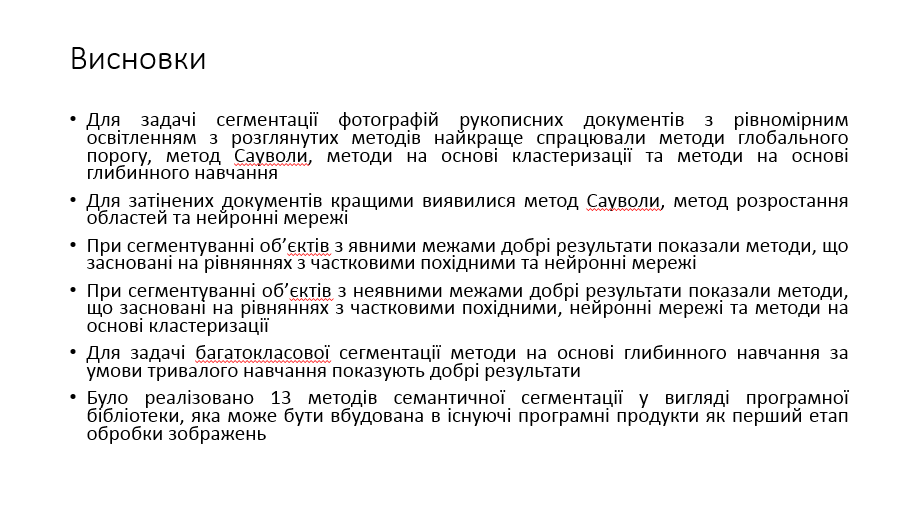 Висновки
• Для задачі сегментації фотографій рукописних документів з рівномірним
освітленням з розглянутих методів найкраще спрацювали методи глобального
порогу, метод Сауволи, методи на основі кластеризації та методи на основі
глибинного навчання
• Для затінених документів кращими виявилися метод Сауволи, метод розростання
областей та нейронні мережі
• При сегментуванні об’єктів з явними межами добрі результати показали методи, що
засновані на рівняннях з частковими похідними та нейронні мережі
• При сегментуванні об’єктів з неявними межами добрі результати показали методи,
що засновані на рівняннях з частковими похідними, нейронні мережі та методи на
основі кластеризації
• Для задачі багатокласової сегментації методи на основі глибинного навчання за
умови тривалого навчання показують добрі результати
• Було реалізовано 13 методів семантичної сегментації у вигляді програмної
бібліотеки, яка може бути вбудована в існуючі програмні продукти як перший етап
обробки зображень